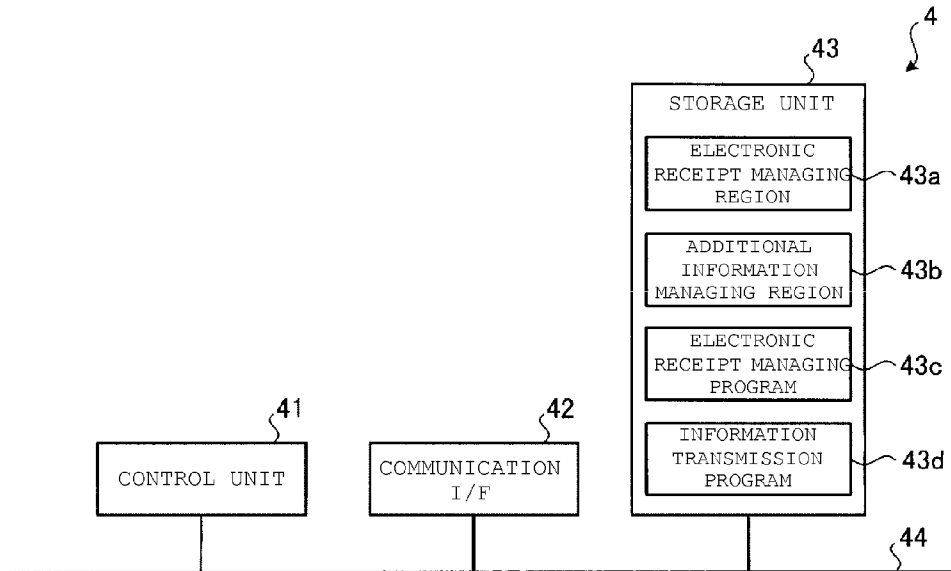 4
43
STORAGE UNIT
ELECTRONIC
RECEIPT MANAGING
REGION
43a
ADDITIONAL
INFORMATION
MANAGING REGION
43b
ELECTRONIC
RECEIPT MANAGING
PROGRAM
43c
INFORMATION
TRANSMISSION
PROGRAM
43d
41
CONTROL UNIT
42
COMMUNICATION
I/F
44